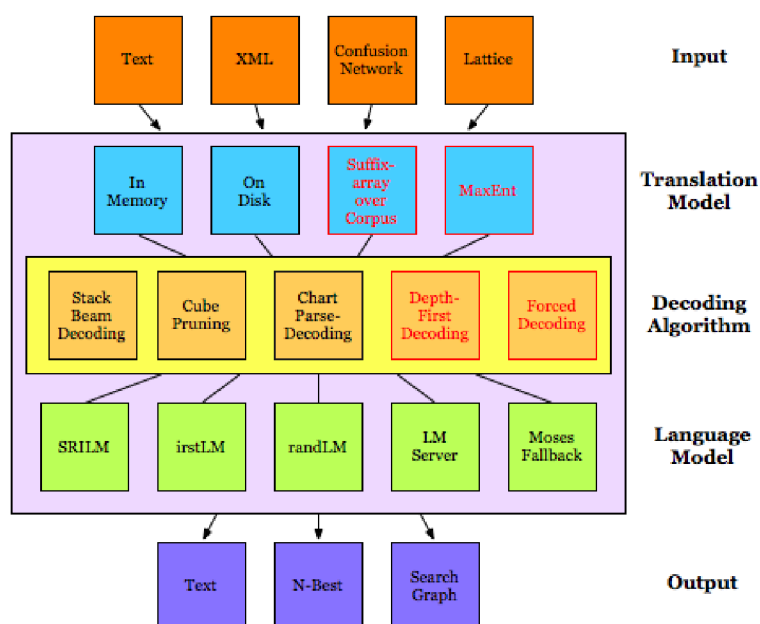 Text
XML
Confusion
Network
Lattice
Input
In
Memory
On
Disk
Suffix-
array
over
Corpus
MaxEnt
Translation
Model
Stack
Beam
Decoding
Cube
Pruning
Chart
Parse-
Decoding
Depth-
First
Decoding
Forced
Decoding
Decoding
Algorithm
SRILM
irstLM
randLM
LM
Server
Moses
Fallback
Language
Model
Text
N-Best
Search
Graph
Output